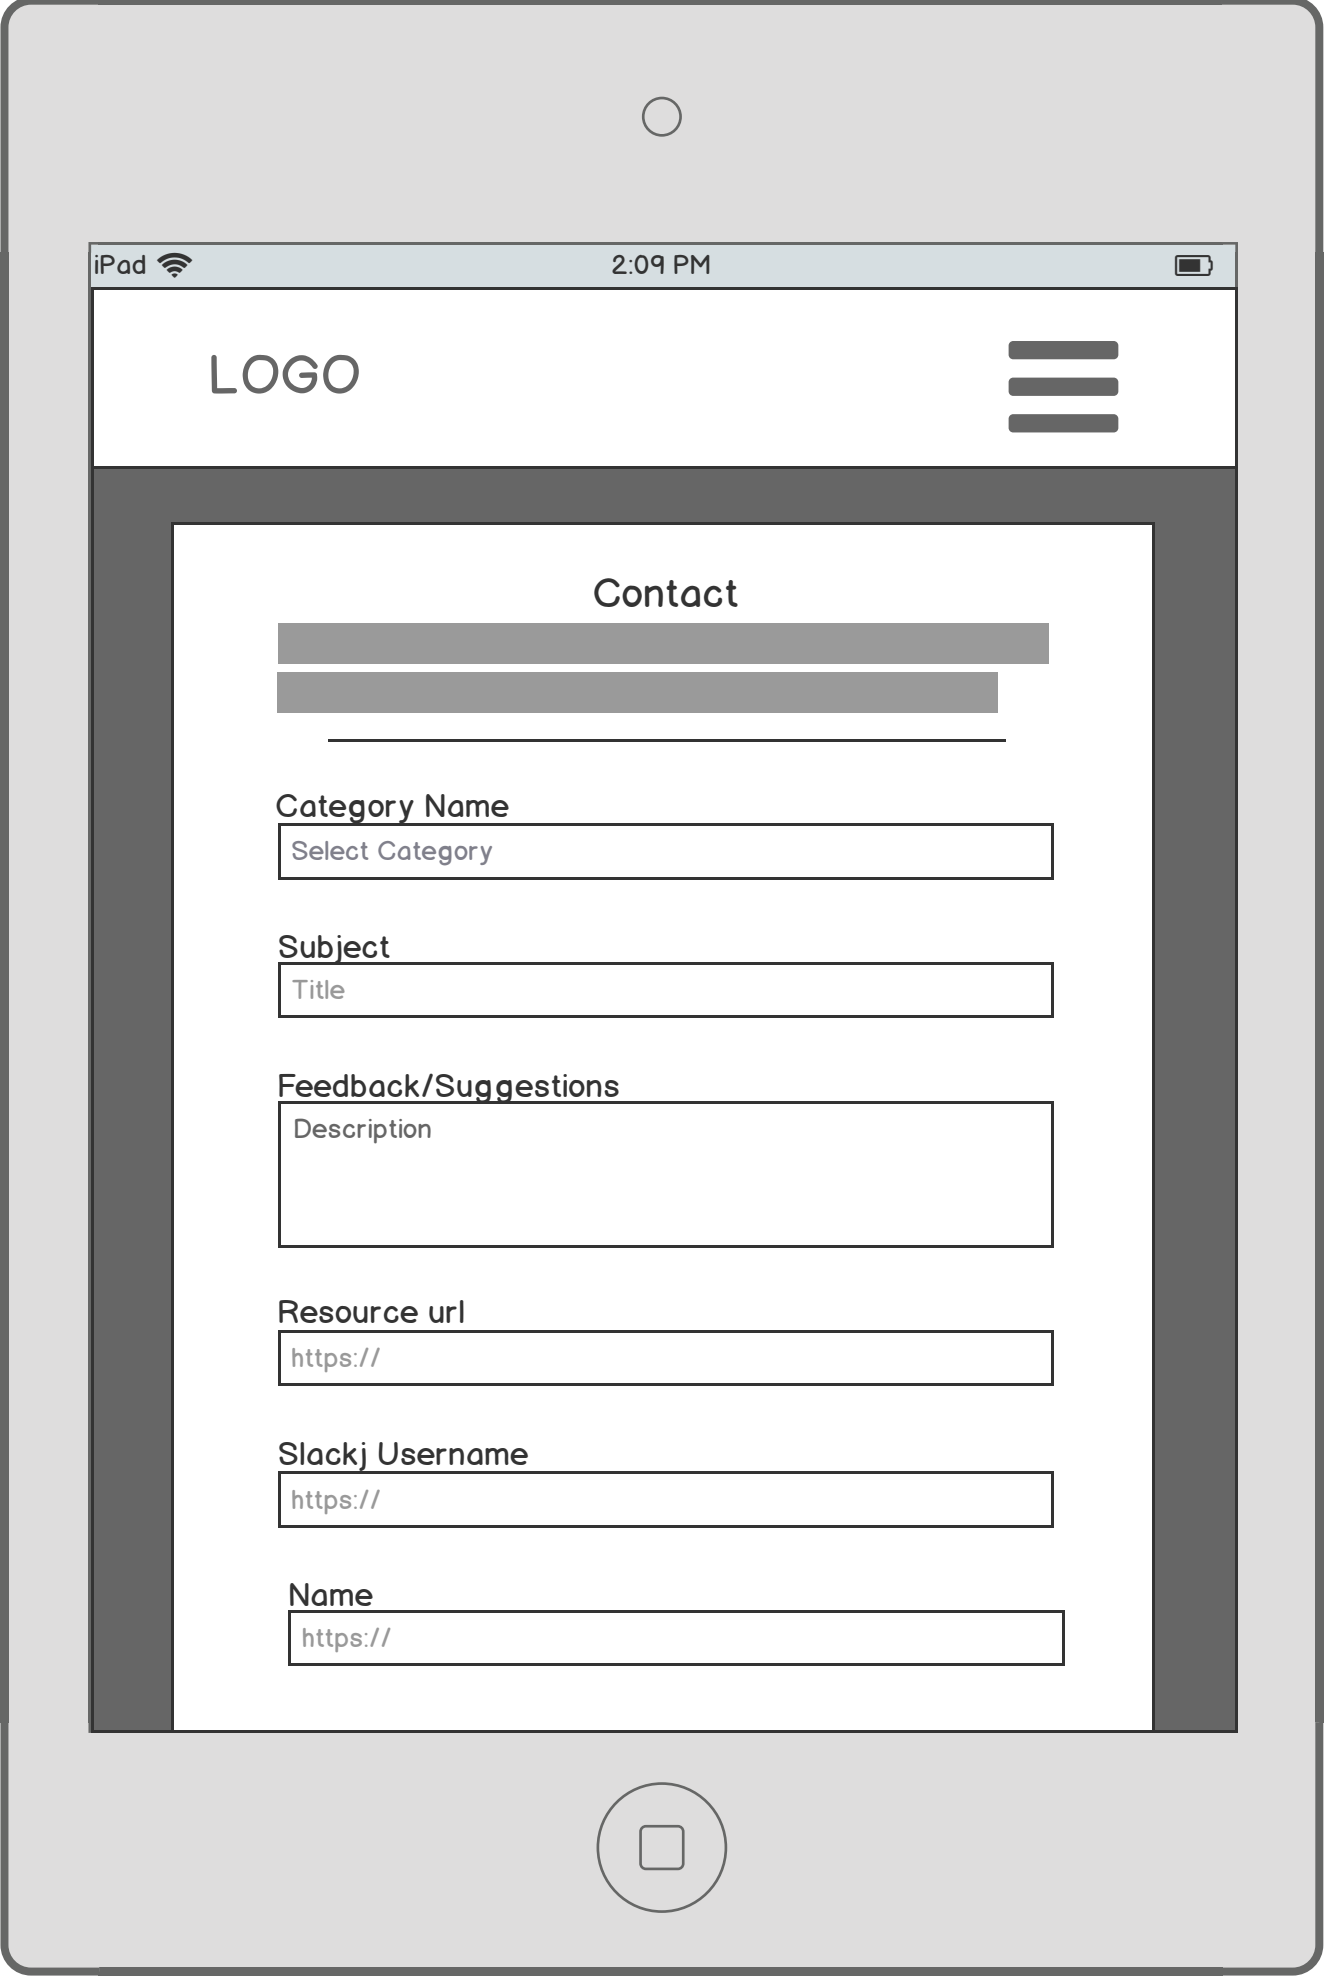 iPad 2:09 PM
LOGO
Contact
Category Name
Select Category
Subject
Title
Feedback/Suggestions
Description
Resource url
https://
Slackj Username
https://
Name
https://